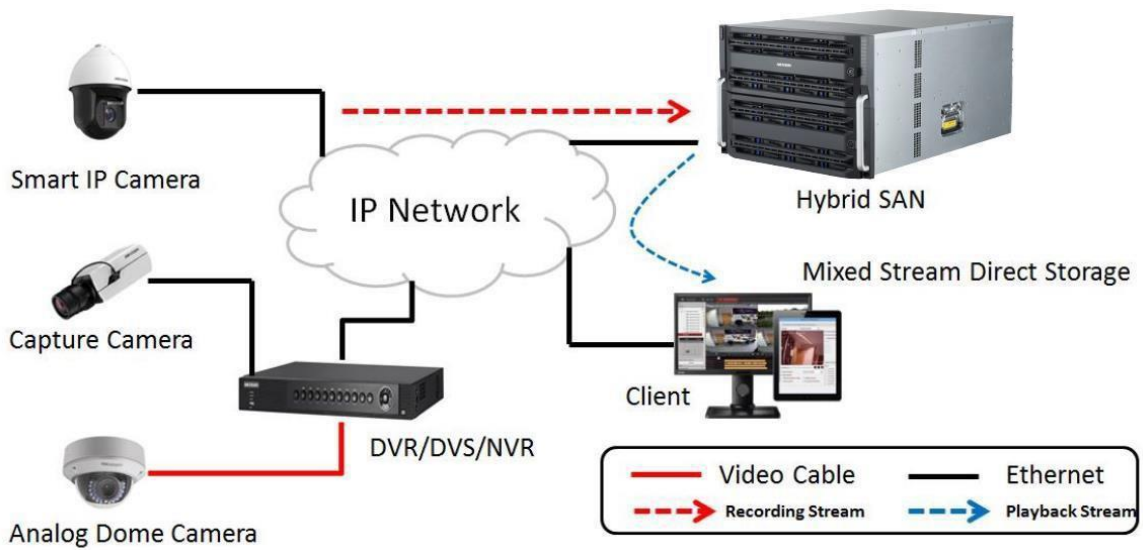 Smart IP Camera
IP Network
Hybrid SAN
Mixed Stream Direct Storage
Capture Camera
Client
DVR/DVS/NVR
Analog Dome Camera
Video Cable
Ethernet
Recording Stream
Playback Stream